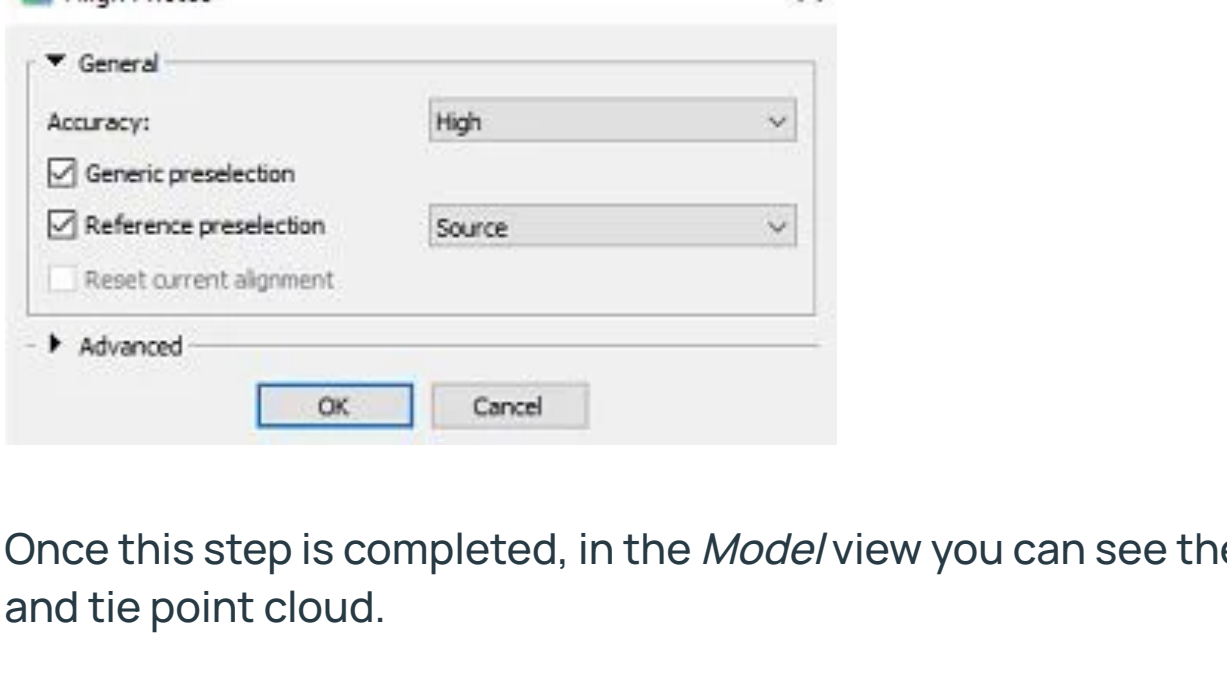 General
Accuracy: High
Generic preselection
Reference preselection Source
Reset current alignment
Advanced
OK Cancel
Once this step is completed, in the Model view you can see the
and tie point cloud.